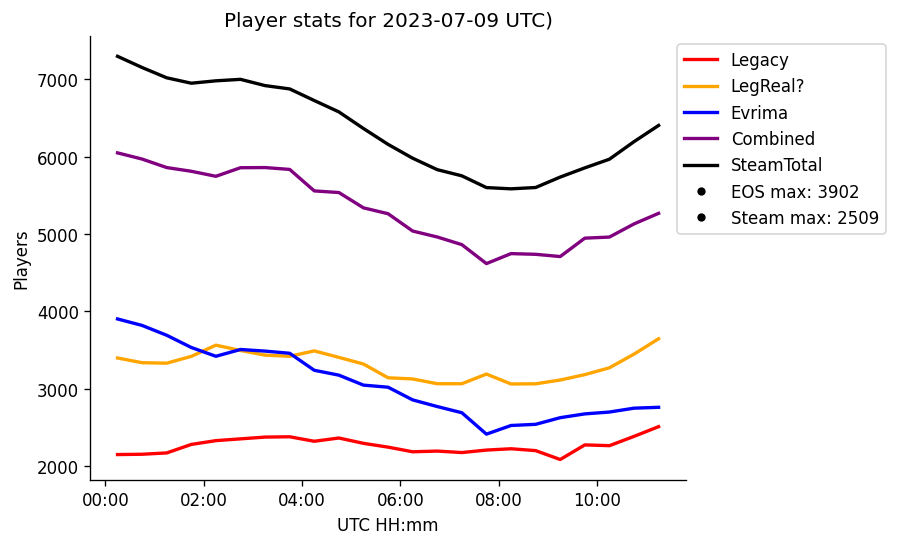 Player stats for 2023-07-09 UTC)
Legacy
LegReal?
Evrima
Combined
SteamTotal
EOS max: 3902
Steam max: 2509
Players
7000
6000
5000
4000
3000
2000
00:00 02:00 04:00 06:00 08:00 10:00
UTC HH:mm